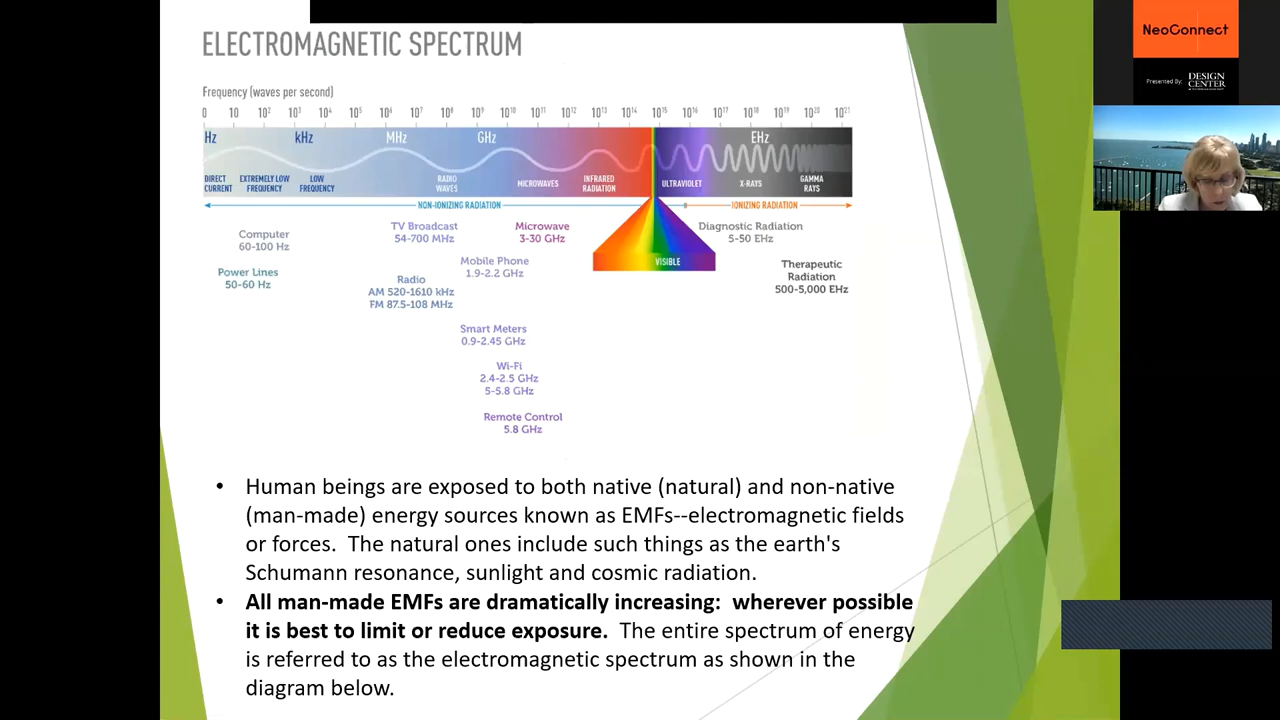 ELECTROMAGNETIC SPECTRUM
Frequency (waves per second)
0 10 10² 10³ 10⁴ 10⁶ 10⁷ 10⁸ 10⁹ 10¹⁰ 10¹¹ 10¹² 10¹³ 10¹⁴ 10¹⁵ 10¹⁶ 10¹⁷ 10¹⁸ 10¹⁹ 10²⁰ 10²¹
Hz kHz MHz GHz EHz
DIRECT CURRENT
EXTREMELY LOW FREQUENCY
LOW FREQUENCY
RADIO WAVES
MICROWAVES
INFRARED RADIATION
ULTRAVIOLET
X-RAYS
GAMMA RAYS
NON-IONIZING RADIATION
IONIZING RADIATION
Computer
60-100 Hz
Power Lines
50-60 Hz
TV Broadcast
54-700 MHz
Radio
AM 520-1610 kHz
FM 87.5-108 MHz
Mobile Phone
1.9-2.2 GHz
Microwave
3-30 GHz
Smart Meters
0.9-2.45 GHz
Wi-Fi
2.4-2.5 GHz
5-5.8 GHz
Remote Control
5.8 GHz
VISIBLE
Diagnostic Radiation
5-50 EHz
Therapeutic
Radiation
500-5,000 EHz
• Human beings are exposed to both native (natural) and non-native
(man-made) energy sources known as EMFs--electromagnetic fields
or forces. The natural ones include such things as the earth's
Schumann resonance, sunlight and cosmic radiation.
• All man-made EMFs are dramatically increasing: wherever possible
it is best to limit or reduce exposure. The entire spectrum of energy
is referred to as the electromagnetic spectrum as shown in the
diagram below.
NeoConnect
Presented By:
DESIGN
CENTER